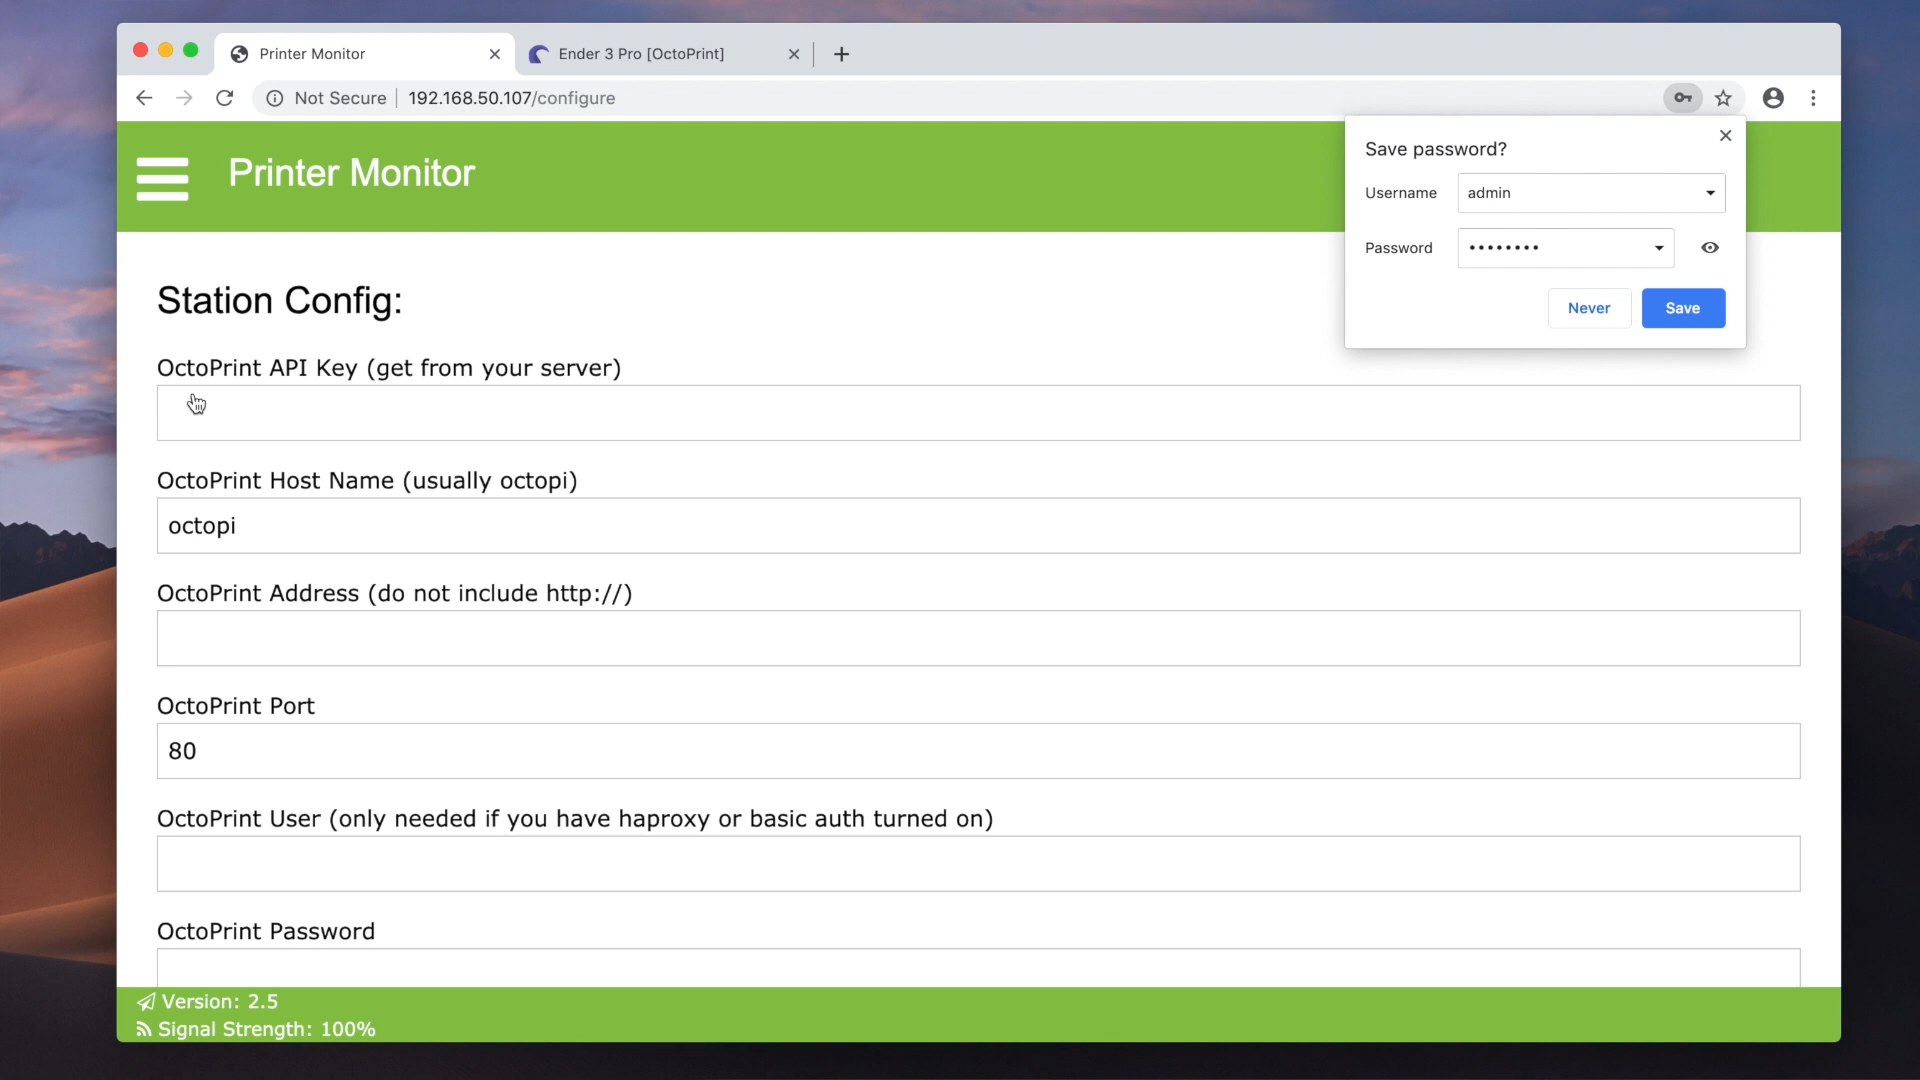 Printer Monitor
Ender 3 Pro [OctoPrint]
Not Secure
192.168.50.107/configure
Printer Monitor
Save password?
Username
admin
Password
••••••••
Never
Save
Station Config:
OctoPrint API Key (get from your server)
OctoPrint Host Name (usually octopi)
octopi
OctoPrint Address (do not include http://)
OctoPrint Port
80
OctoPrint User (only needed if you have haproxy or basic auth turned on)
OctoPrint Password
Version: 2.5
Signal Strength: 100%